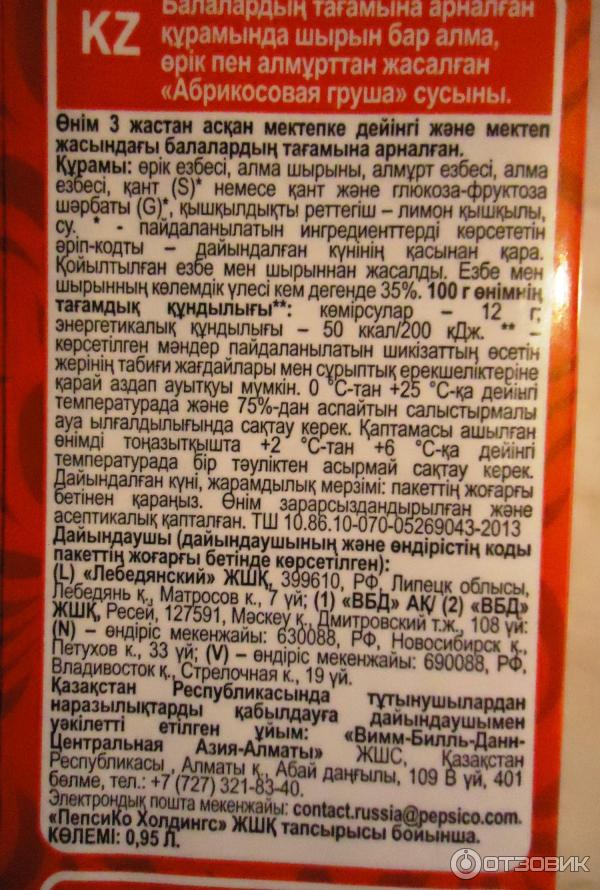 KZ
Балалардың тағамына арналған
құрамында шырын бар алма,
өрік пен алмұрттан жасалған
«Абрикосовая груша» сусыны.
Өнім 3 жастан асқан мектепке дейінгі және мектеп
жасындағы балалардың тағамына арналған.
Құрамы: өрік езбесі, алма шырыны, алмұрт езбесі, алма
езбесі, қант (S)* немесе қант және глюкоза-фруктоза
шәрбаты (G)*, қышқылдықты реттегіш – лимон қышқылы,
су. * - пайдаланылатын ингредиенттерді көрсететін
әріп-кодты – дайындалған күнінің қасынан қара.
Қойылтылған езбе мен шырыннан жасалды. Езбе мен
шырынның көлемдік үлесі кем дегенде 35%. 100 г өнімнің
тағамдық құндылығы**: көмірсулар – 12 г;
энергетикалық құндылығы – 50 ккал/200 кДж. ** –
көрсетілген мәндер пайдаланылатын шикізаттың өсетін
жерінің табиғи жағдайлары мен сұрыптық ерекшеліктеріне
қарай аздап ауытқуы мүмкін. 0 °С-тан +25 °С-қа дейінгі
температурада және 75%-дан аспайтын салыстырмалы
ауа ылғалдылығында сақтау керек. Қаптамасы ашылған
өнімді тоңазытқышта +2 °С-тан +6 °С-қа дейінгі
температурада бір тәуліктен асырмай сақтау керек.
Дайындалған күні, жарамдылық мерзімі: пакеттің жоғарғы
бетінен қараңыз. Өнім зарарсыздандырылған және
асептикалық қапталған. ТШ 10.86.10-070-05269043-2013
Дайындаушы (дайындаушының және өндірістің коды
пакеттің жоғарғы бетінде көрсетілген):
(L) «Лебедянский» ЖШҚ, 399610, РФ, Липецк облысы,
Лебедянь қ., Матросов к., 7 үй; (1) «ВБД» АҚ/ (2) «ВБД»
ЖШҚ, Ресей, 127591, Мәскеу қ., Дмитровский т.ж., 108 үй:
(N) – өндіріс мекенжайы: 630088, РФ, Новосибирск қ.,
Петухов к., 33 үй; (V) – өндіріс мекенжайы: 690088, РФ,
Владивосток қ., Стрелочная к., 19 үй.
Қазақстан Республикасында тұтынушылардан
наразылықтарды қабылдауға дайындаушымен
уәкілетті етілген ұйым: «Вимм-Билль-Данн-
Центральная Азия-Алматы» ЖШС, Қазақстан
Республикасы, Алматы қ., Абай даңғылы, 109 В үй, 401
бөлме, тел.: +7 (727) 321-83-40.
Электрондық пошта мекенжайы: contact.russia@pepsico.com.
«ПепсиКо Холдингс» ЖШҚ тапсырысы бойынша.
КӨЛЕМІ: 0,95 Л.
ОТЗОВИК